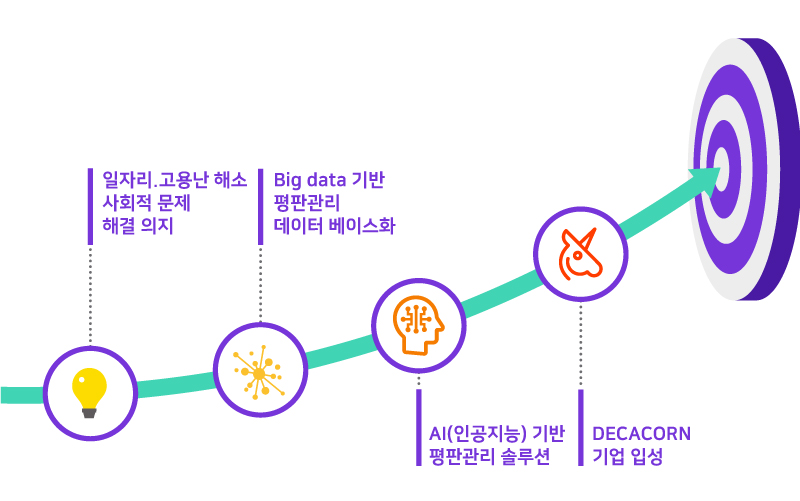 일자리.고용난 해소
사회적 문제
해결 의지
Big data 기반
평판관리
데이터 베이스화
AI(인공지능) 기반
평판관리 솔루션
DECACORN
기업 입성